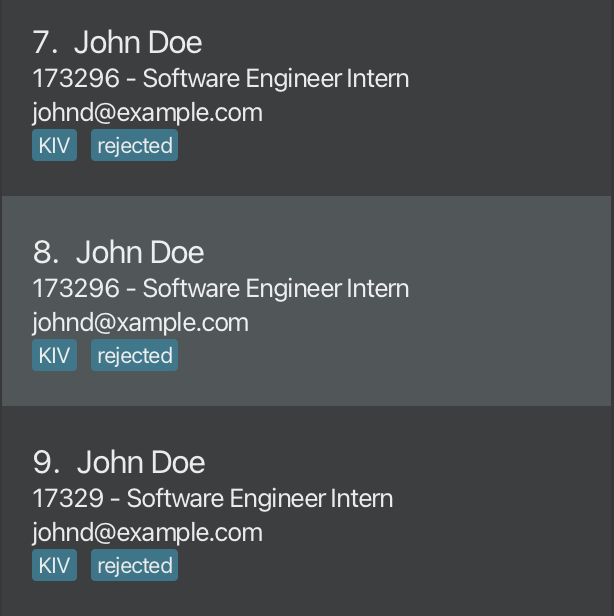 7. John Doe
173296 - Software Engineer Intern
johnd@example.com
KIV rejected
8. John Doe
173296 - Software Engineer Intern
johnd@xample.com
KIV rejected
9. John Doe
17329 - Software Engineer Intern
johnd@example.com
KIV rejected